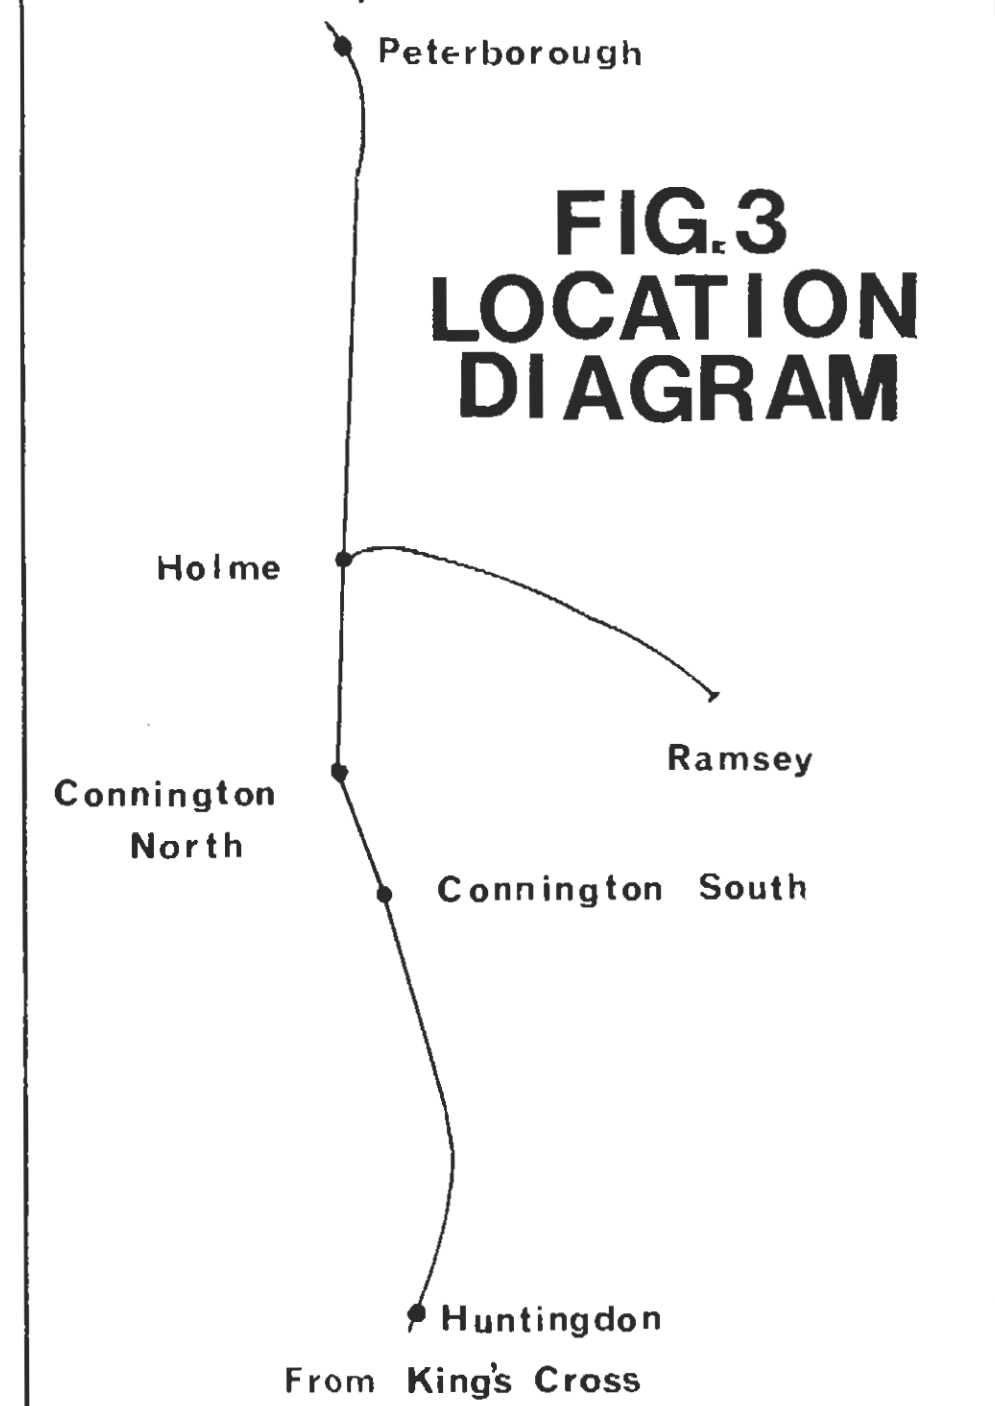 Peterborough
FIG.3
LOCATION
DIAGRAM
Holme
Ramsey
Connington
North
Connington South
Huntingdon
From King's Cross